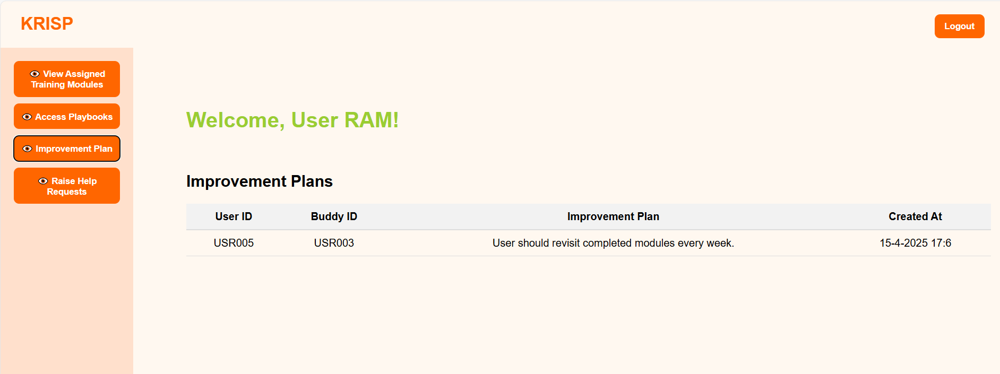 KRISP
Logout
View Assigned
Training Modules
Access Playbooks
Improvement Plan
Raise Help
Requests
Welcome, User RAM!
Improvement Plans
User ID Buddy ID Improvement Plan Created At
USR005 USR003 User should revisit completed modules every week. 15-4-2025 17:6